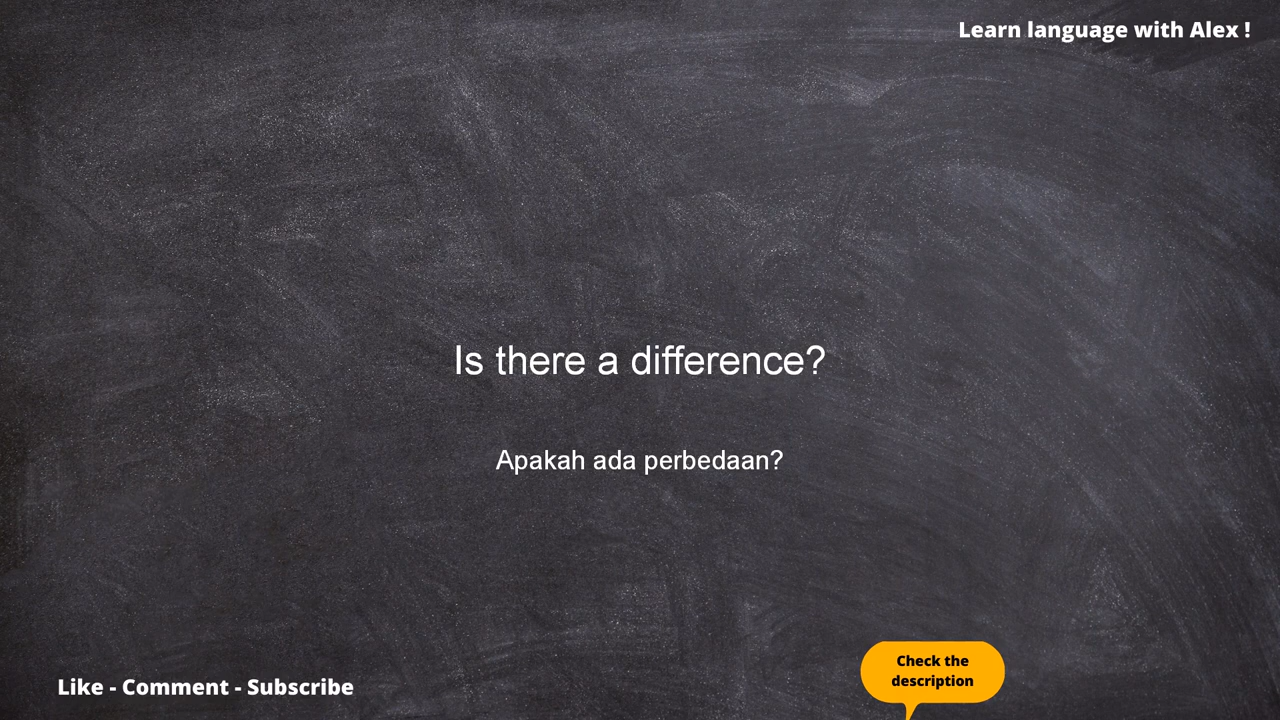 Learn language with Alex !
Is there a difference?
Apakah ada perbedaan?
Like - Comment - Subscribe
Check the
description